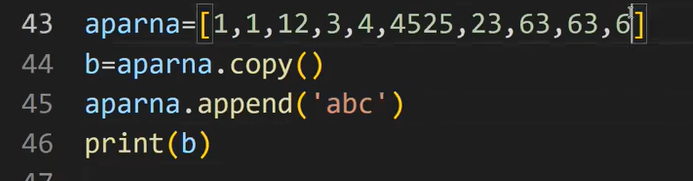 43 aparna=[1,1,12,3,4,4525,23,63,63,6]
44 b=aparna.copy()
45 aparna.append('abc')
46 print(b)
47